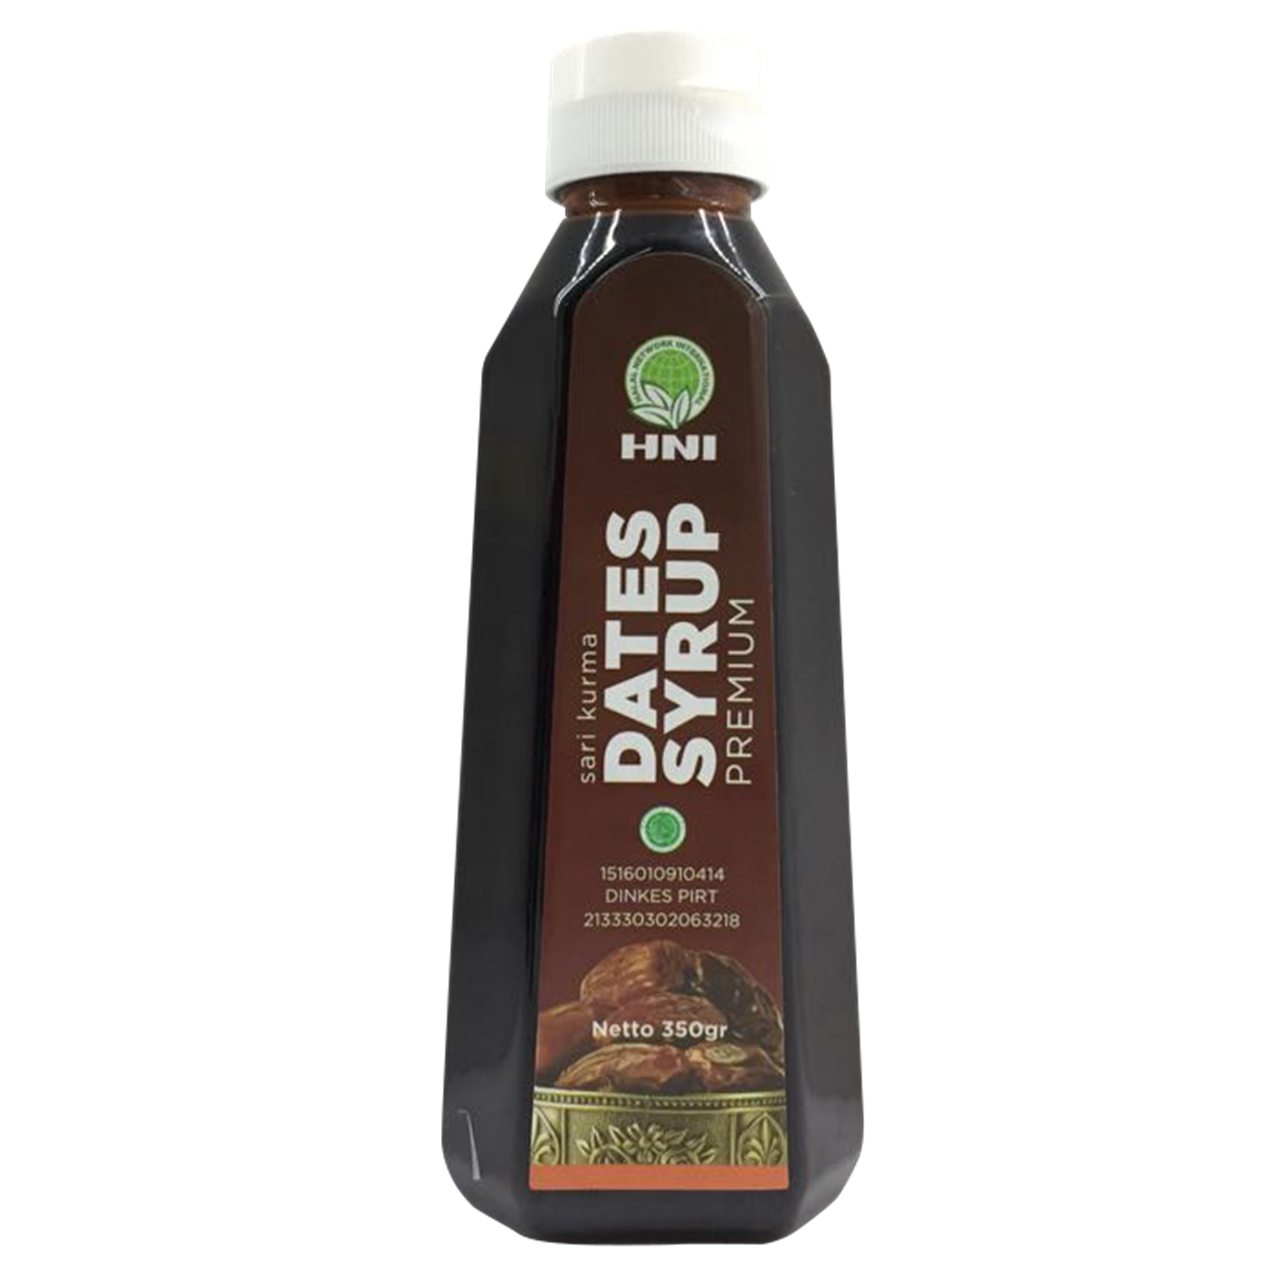 HALAL NETWORK INTERNATIONAL
HNI
sari kurma
DATES
SYRUP
PREMIUM
1516010910414
DINKES PIRT
213330302063218
Netto 350gr